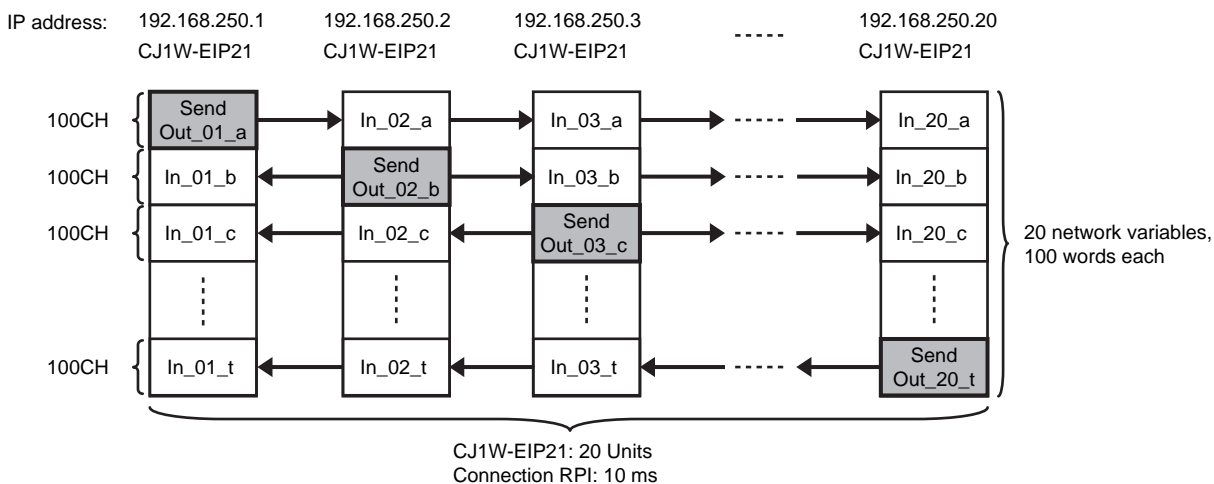 IP address: 192.168.250.1 192.168.250.2 192.168.250.3 192.168.250.20
CJ1W-EIP21 CJ1W-EIP21 CJ1W-EIP21 CJ1W-EIP21
100CH Send Out_01_a In_02_a In_03_a In_20_a
100CH In_01_b Send Out_02_b In_03_b In_20_b
100CH In_01_c In_02_c Send Out_03_c In_20_c
20 network variables,
100 words each
100CH In_01_t In_02_t In_03_t Send Out_20_t
CJ1W-EIP21: 20 Units
Connection RPI: 10 ms